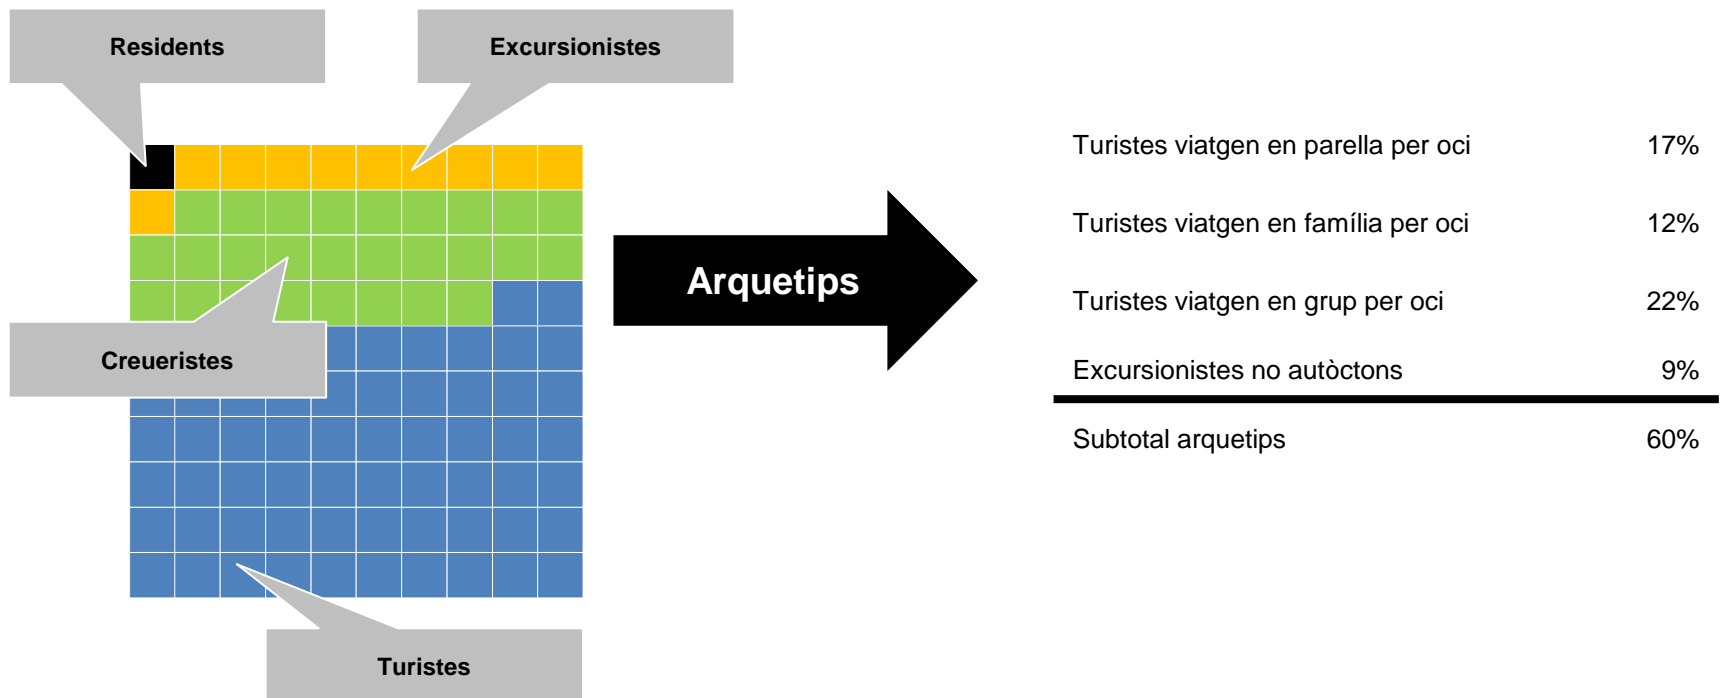 Residents
Excursionistes
Creueristes
Turistes
Arquetips
Turistes viatgen en parella per oci 17%
Turistes viatgen en família per oci 12%
Turistes viatgen en grup per oci 22%
Excursionistes no autòctons 9%
Subtotal arquetips 60%